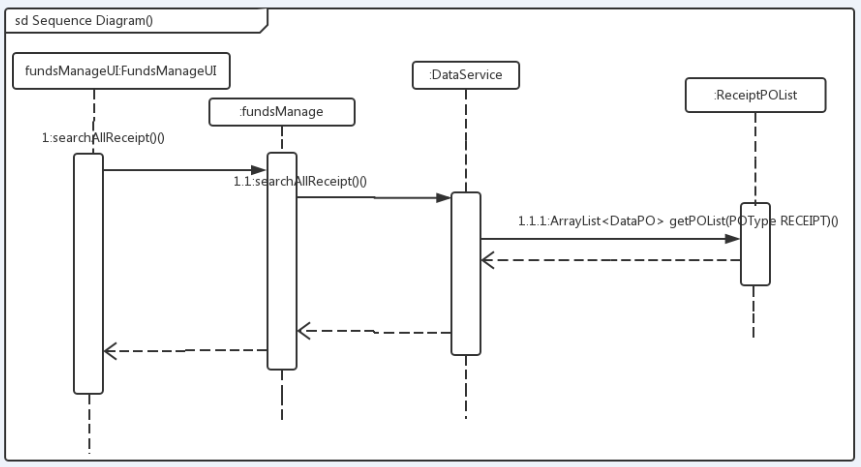 sd Sequence Diagram()
fundsManageUI:FundsManageUI
:fundsManage
:DataService
:ReceiptPOList
1:searchAllReceipt()()
1.1:searchAllReceipt()()
1.1.1:ArrayList<DataPO> getPOList(POType RECEIPT)()